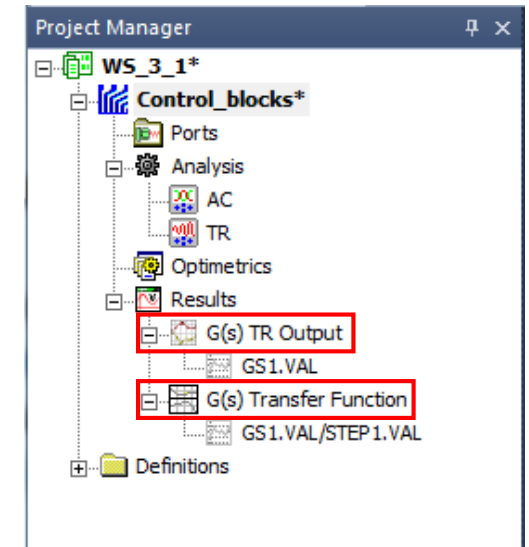 Project Manager
WS_3_1*
Control_blocks*
Ports
Analysis
AC
TR
Optimetrics
Results
G(s) TR Output
GS1.VAL
G(s) Transfer Function
GS1.VAL/STEP1.VAL
Definitions